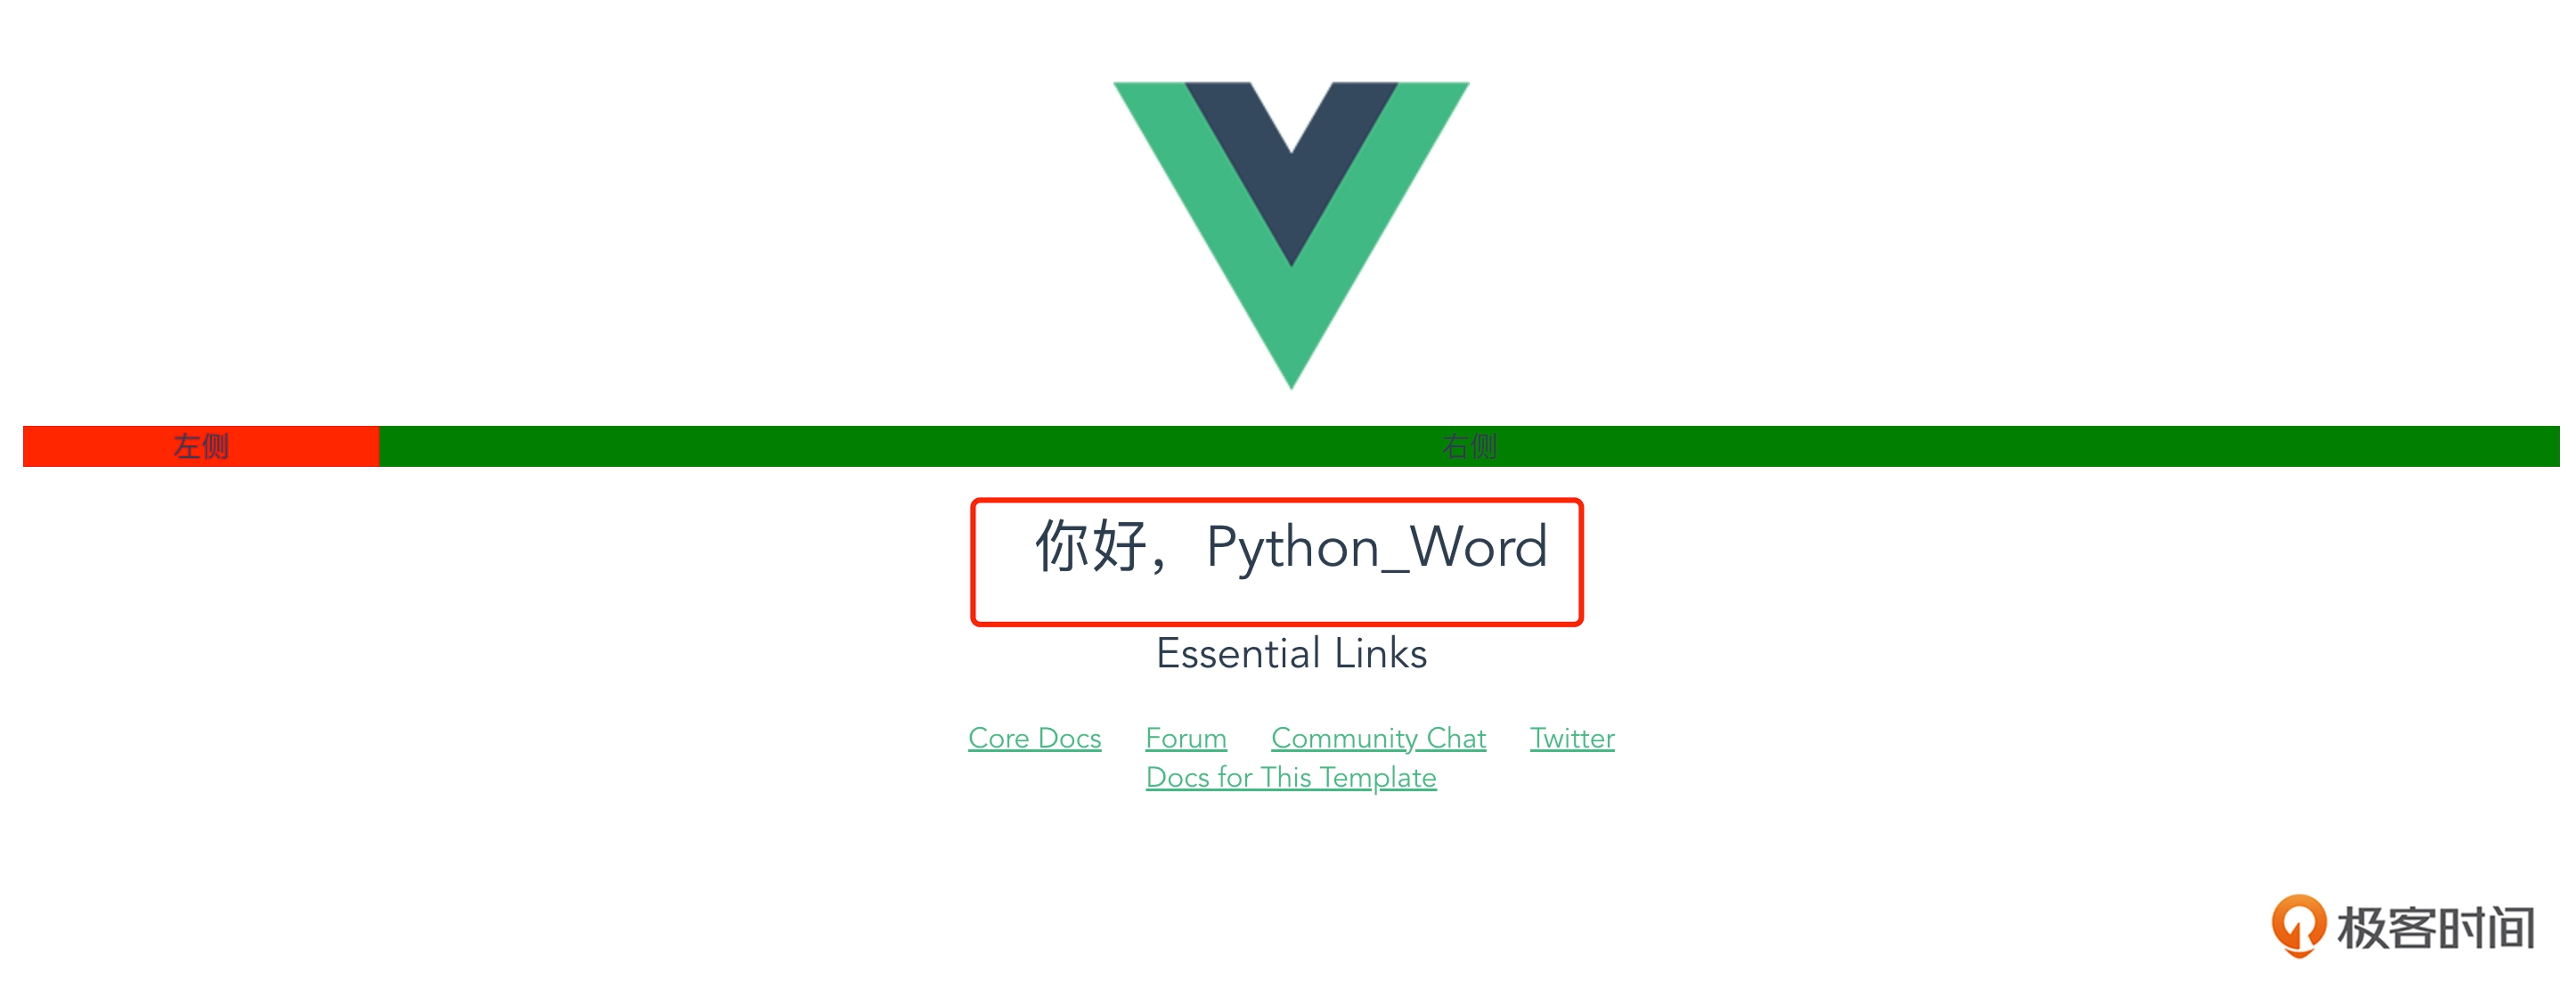 左侧 右侧
你好，Python_Word
Essential Links
Core Docs Forum Community Chat Twitter
Docs for This Template
极客时间